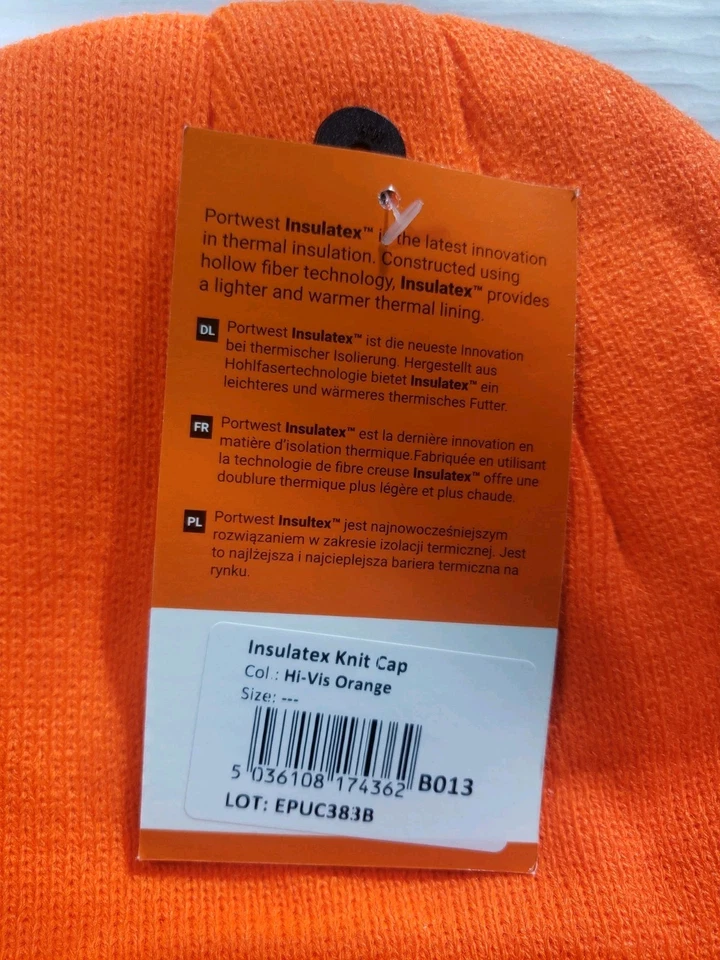 Portwest Insulatex™ is the latest innovation
in thermal insulation. Constructed using
hollow fiber technology, Insulatex™ provides
a lighter and warmer thermal lining.
DL
Portwest Insulatex™ ist die neueste Innovation
bei thermischer Isolierung. Hergestellt aus
Hohlfasertechnologie bietet Insulatex™ ein
leichteres und wärmeres thermisches Futter.
FR
Portwest Insulatex™ est la dernière innovation en
matière d'isolation thermique.Fabriquée en utilisant
la technologie de fibre creuse Insulatex™ offre une
doublure thermique plus légère et plus chaude.
PL
Portwest Insultex™ jest najnowocześniejszym
rozwiązaniem w zakresie izolacji termicznej. Jest
to najlżejsza i najcieplejsza bariera termiczna na
rynku.
Insulatex Knit Cap
Col.: Hi-Vis Orange
Size: ---
5 036108 174362 B013
LOT: EPUC383B